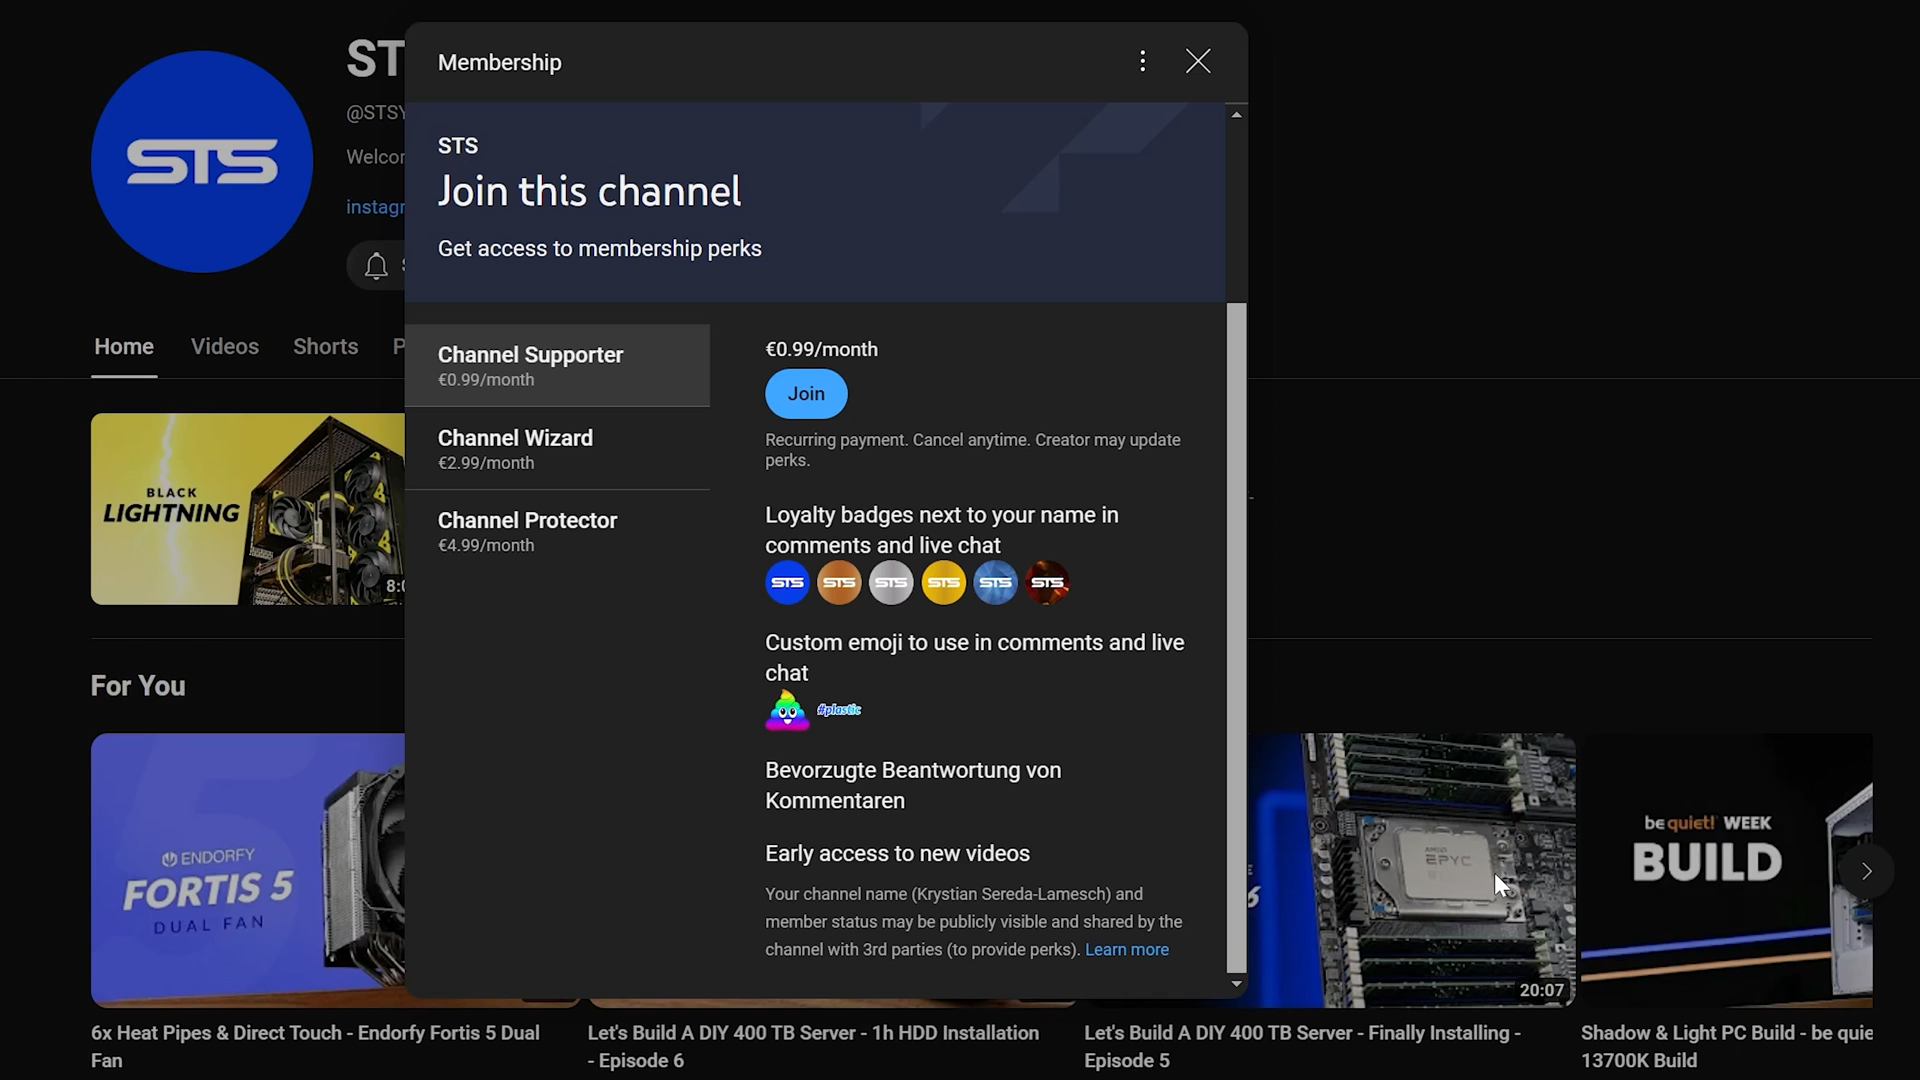 STS
ST
@STSY
Welcor
instagr
Membership
STS
Join this channel
Get access to membership perks
Home
Videos
Shorts
P
Channel Supporter
€0.99/month
Channel Wizard
€2.99/month
Channel Protector
€4.99/month
€0.99/month
Join
Recurring payment. Cancel anytime. Creator may update
perks.
Loyalty badges next to your name in
comments and live chat
STS STS STS STS STS STS
Custom emoji to use in comments and live
chat
#plastic
Bevorzugte Beantwortung von
Kommentaren
Early access to new videos
Your channel name (Krystian Sereda-Lamesch) and
member status may be publicly visible and shared by the
channel with 3rd parties (to provide perks). Learn more
BLACK
LIGHTNING
8:0
For You
ENDORFY
FORTIS 5
DUAL FAN
6
AMD
EPYC
20:07
be quiet! WEEK
BUILD
6x Heat Pipes & Direct Touch - Endorfy Fortis 5 Dual
Fan
Let's Build A DIY 400 TB Server - 1h HDD Installation
- Episode 6
Let's Build A DIY 400 TB Server - Finally Installing -
Episode 5
Shadow & Light PC Build - be quie
13700K Build